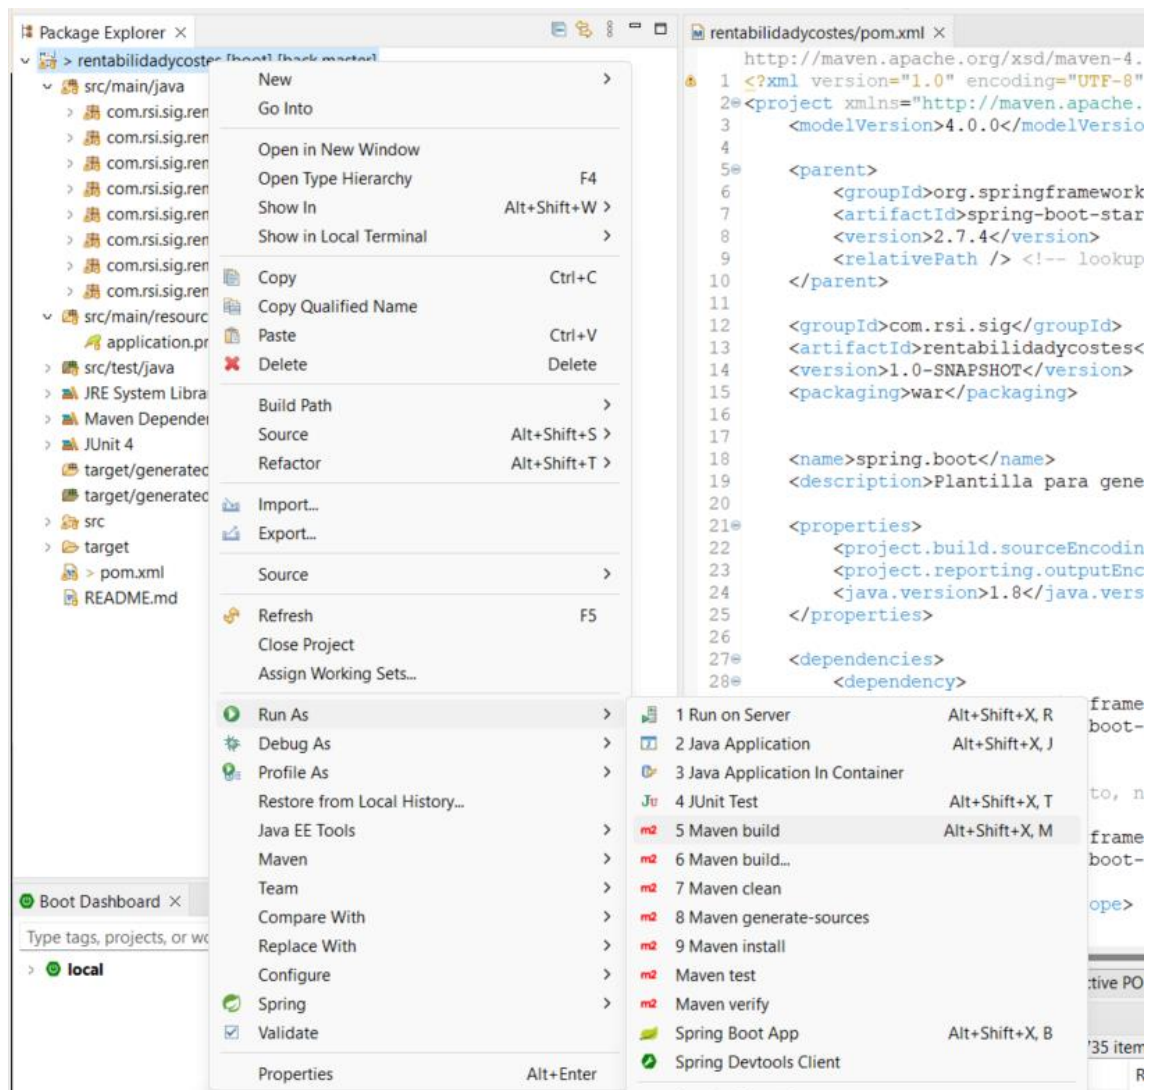 Package Explorer
> rentabilidadycostes [boot] [back master]
src/main/java
com.rsi.sig.ren
com.rsi.sig.ren
com.rsi.sig.ren
com.rsi.sig.ren
com.rsi.sig.ren
com.rsi.sig.ren
com.rsi.sig.ren
com.rsi.sig.ren
src/main/resourc
application.pr
src/test/java
JRE System Libra
Maven Depender
JUnit 4
target/generated
target/generated
src
target
> pom.xml
README.md
Boot Dashboard
Type tags, projects, or wo
local
New
Go Into
Open in New Window
Open Type Hierarchy F4
Show In Alt+Shift+W >
Show in Local Terminal
Copy Ctrl+C
Copy Qualified Name
Paste Ctrl+V
Delete Delete
Build Path
Source Alt+Shift+S >
Refactor Alt+Shift+T >
Import...
Export...
Source
Refresh F5
Close Project
Assign Working Sets...
Run As
Debug As
Profile As
Restore from Local History...
Java EE Tools
Maven
Team
Compare With
Replace With
Configure
Spring
Validate
Properties Alt+Enter
1 Run on Server Alt+Shift+X, R
2 Java Application Alt+Shift+X, J
3 Java Application In Container
4 JUnit Test Alt+Shift+X, T
5 Maven build Alt+Shift+X, M
6 Maven build...
7 Maven clean
8 Maven generate-sources
9 Maven install
Maven test
Maven verify
Spring Boot App Alt+Shift+X, B
Spring Devtools Client
rentabilidadycostes/pom.xml
http://maven.apache.org/xsd/maven-4.
1 <?xml version="1.0" encoding="UTF-8"
2 <project xmlns="http://maven.apache.
3 <modelVersion>4.0.0</modelVersio
4
5 <parent>
6 <groupId>org.springframework
7 <artifactId>spring-boot-star
8 <version>2.7.4</version>
9 <relativePath /> <!-- lookup
10 </parent>
11
12 <groupId>com.rsi.sig</groupId>
13 <artifactId>rentabilidadycostes<
14 <version>1.0-SNAPSHOT</version>
15 <packaging>war</packaging>
16
17
18 <name>spring.boot</name>
19 <description>Plantilla para gene
20
21 <properties>
22 <project.build.sourceEncodin
23 <project.reporting.outputEnc
24 <java.version>1.8</java.vers
25 </properties>
26
27 <dependencies>
28 <dependency>
frame
boot-
to, n
frame
boot-
ope>
ctive PO
735 item
R